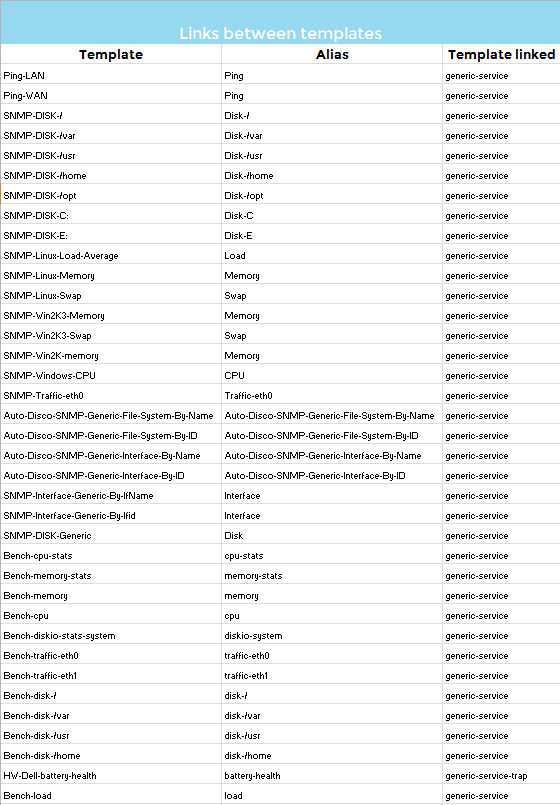 Links between templates
Template Alias Template linked
Ping-LAN Ping generic-service
Ping-WAN Ping generic-service
SNMP-DISK-/ Disk-/ generic-service
SNMP-DISK-/var Disk-/var generic-service
SNMP-DISK-/usr Disk-/usr generic-service
SNMP-DISK-/home Disk-/home generic-service
SNMP-DISK-/opt Disk-/opt generic-service
SNMP-DISK-C: Disk-C generic-service
SNMP-DISK-E: Disk-E generic-service
SNMP-Linux-Load-Average Load generic-service
SNMP-Linux-Memory Memory generic-service
SNMP-Linux-Swap Swap generic-service
SNMP-Win2K3-Memory Memory generic-service
SNMP-Win2K3-Swap Swap generic-service
SNMP-Win2K-memory Memory generic-service
SNMP-Windows-CPU CPU generic-service
SNMP-Traffic-eth0 Traffic-eth0 generic-service
Auto-Disco-SNMP-Generic-File-System-By-Name Auto-Disco-SNMP-Generic-File-System-By-Name generic-service
Auto-Disco-SNMP-Generic-File-System-By-ID Auto-Disco-SNMP-Generic-File-System-By-ID generic-service
Auto-Disco-SNMP-Generic-Interface-By-Name Auto-Disco-SNMP-Generic-Interface-By-Name generic-service
Auto-Disco-SNMP-Generic-Interface-By-ID Auto-Disco-SNMP-Generic-Interface-By-ID generic-service
SNMP-Interface-Generic-By-IfName Interface generic-service
SNMP-Interface-Generic-By-Ifid Interface generic-service
SNMP-DISK-Generic Disk generic-service
Bench-cpu-stats cpu-stats generic-service
Bench-memory-stats memory-stats generic-service
Bench-memory memory generic-service
Bench-cpu cpu generic-service
Bench-diskio-stats-system diskio-system generic-service
Bench-traffic-eth0 traffic-eth0 generic-service
Bench-traffic-eth1 traffic-eth1 generic-service
Bench-disk-/ disk-/ generic-service
Bench-disk-/var disk-/var generic-service
Bench-disk-/usr disk-/usr generic-service
Bench-disk-/home disk-/home generic-service
HW-Dell-battery-health battery-health generic-service-trap
Bench-load load generic-service